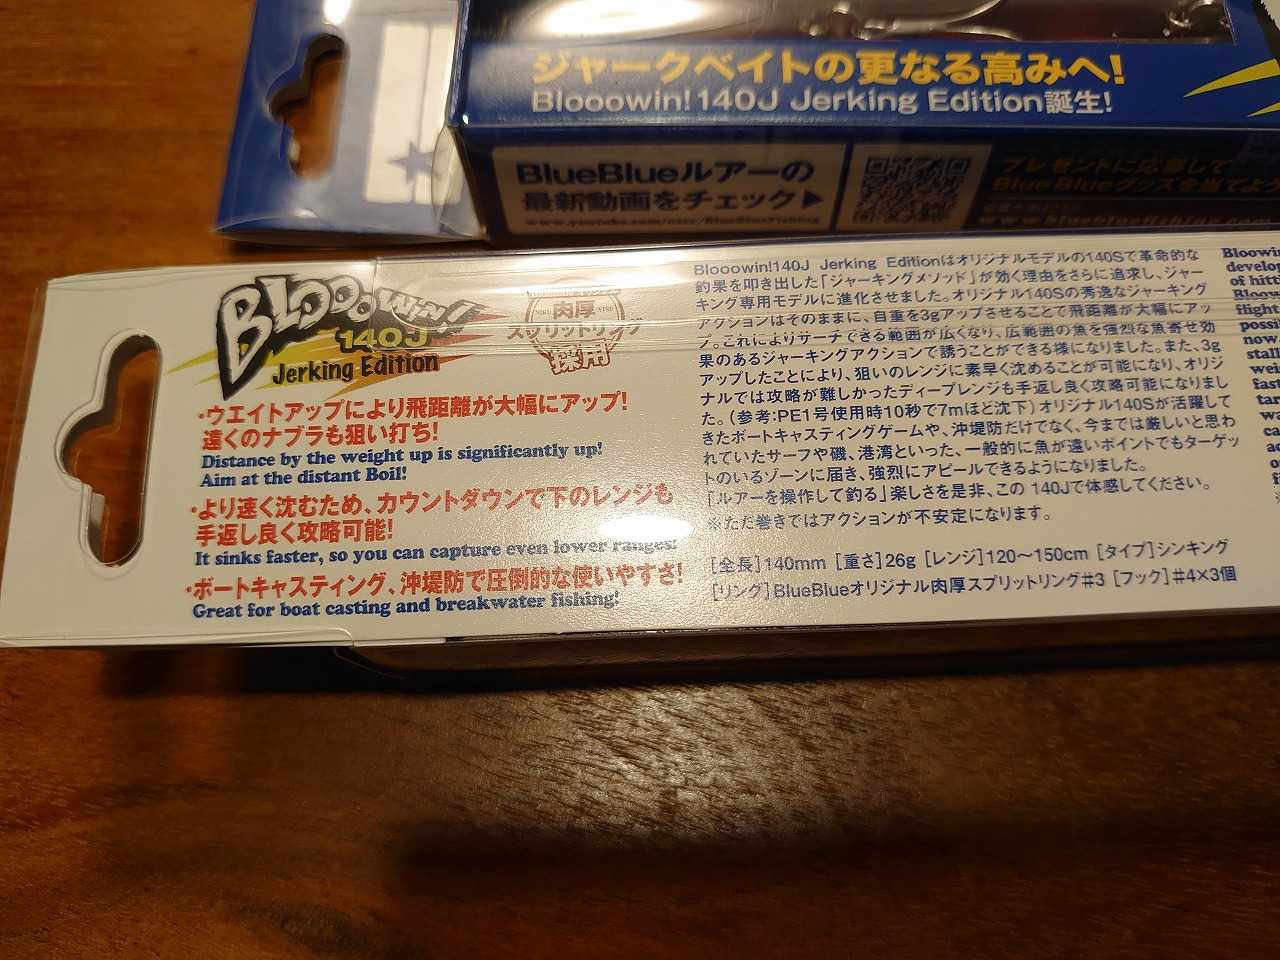 ジャークベイトの更なる高みへ!
Blooowin!140J Jerking Edition誕生!
BlueBlueルアーの
最新動画をチェック▶
www.youtube.com/user/BlueBlueFishing
プレゼントに応募して
BlueBlueグッズを当てよう
www.bluebluefishing.com
BLOOOWIN!
140J
Jerking Edition
肉厚
スプリットリング
採用
・ウエイトアップにより飛距離が大幅にアップ!
遠くのナブラも狙い打ち!
Distance by the weight up is significantly up!
Aim at the distant Boil!
・より速く沈むため、カウントダウンで下のレンジも
手返し良く攻略可能!
It sinks faster, so you can capture even lower ranges!
・ボートキャスティング、沖堤防で圧倒的な使いやすさ!
Great for boat casting and breakwater fishing!
Blooowin!140J Jerking Editionはオリジナルモデルの140Sで革命的な
釣果を叩き出した「ジャーキングメソッド」が効く理由をさらに追求し、ジャー
キング専用モデルに進化させました。オリジナル140Sの秀逸なジャーキング
アクションはそのままに、自重を3gアップさせることで飛距離が大幅にアッ
プ。これによりサーチできる範囲が広くなり、広範囲の魚を強烈な魚寄せ効
果のあるジャーキングアクションで誘うことができる様になりました。また、3g
アップしたことにより、狙いのレンジに素早く沈めることが可能になり、オリジ
ナルでは攻略が難しかったディープレンジも手返し良く攻略可能になりまし
た。(参考:PE1号使用時10秒で7mほど沈下)オリジナル140Sが活躍して
きたボートキャスティングゲームや、沖堤防だけでなく、今までは厳しいと思わ
れていたサーフや磯、港湾といった、一般的に魚が遠いポイントでもターゲッ
トのいるゾーンに届き、強烈にアピールできるようになりました。
「ルアーを操作して釣る」楽しさを是非、この 140Jで体感してください。
※ただ巻きではアクションが不安定になります。
[全長]140mm [重さ]26g [レンジ]120～150cm [タイプ]シンキング
[リング]BlueBlueオリジナル肉厚スプリットリング#3 [フック]#4×3個